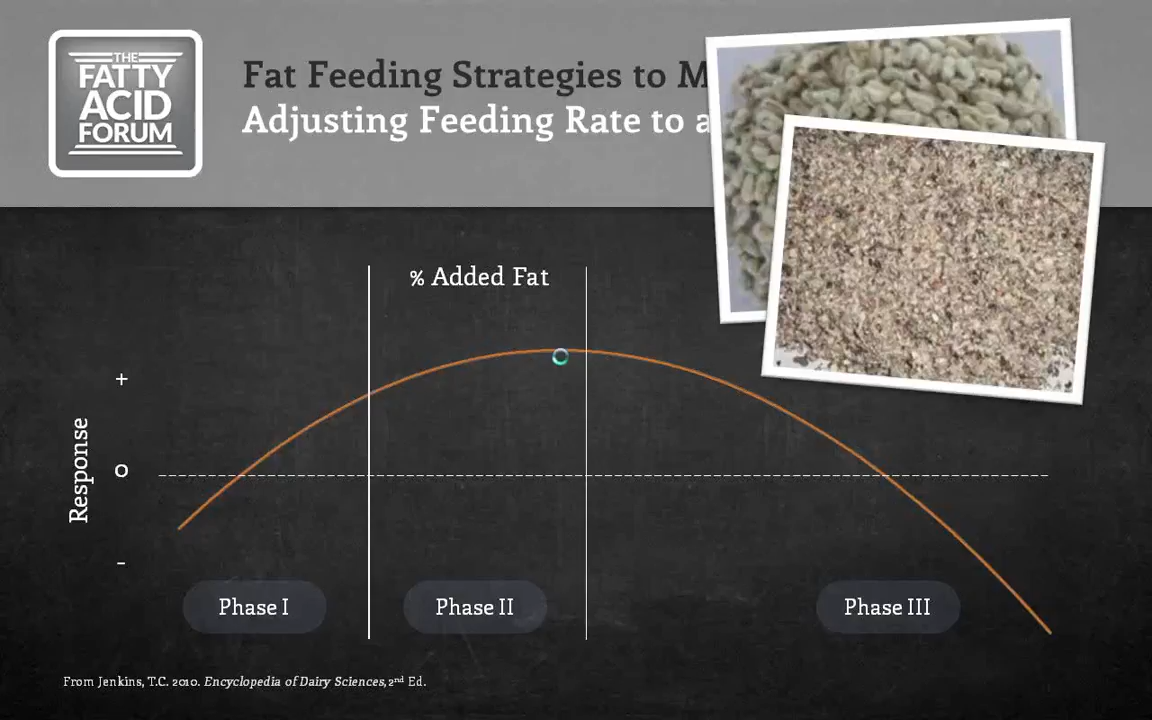 THE
FATTY
ACID
FORUM
Fat Feeding Strategies to M
Adjusting Feeding Rate to a
% Added Fat
+
Response
0
-
Phase I
Phase II
Phase III
From Jenkins, T.C. 2010. Encyclopedia of Dairy Sciences, 2nd Ed.